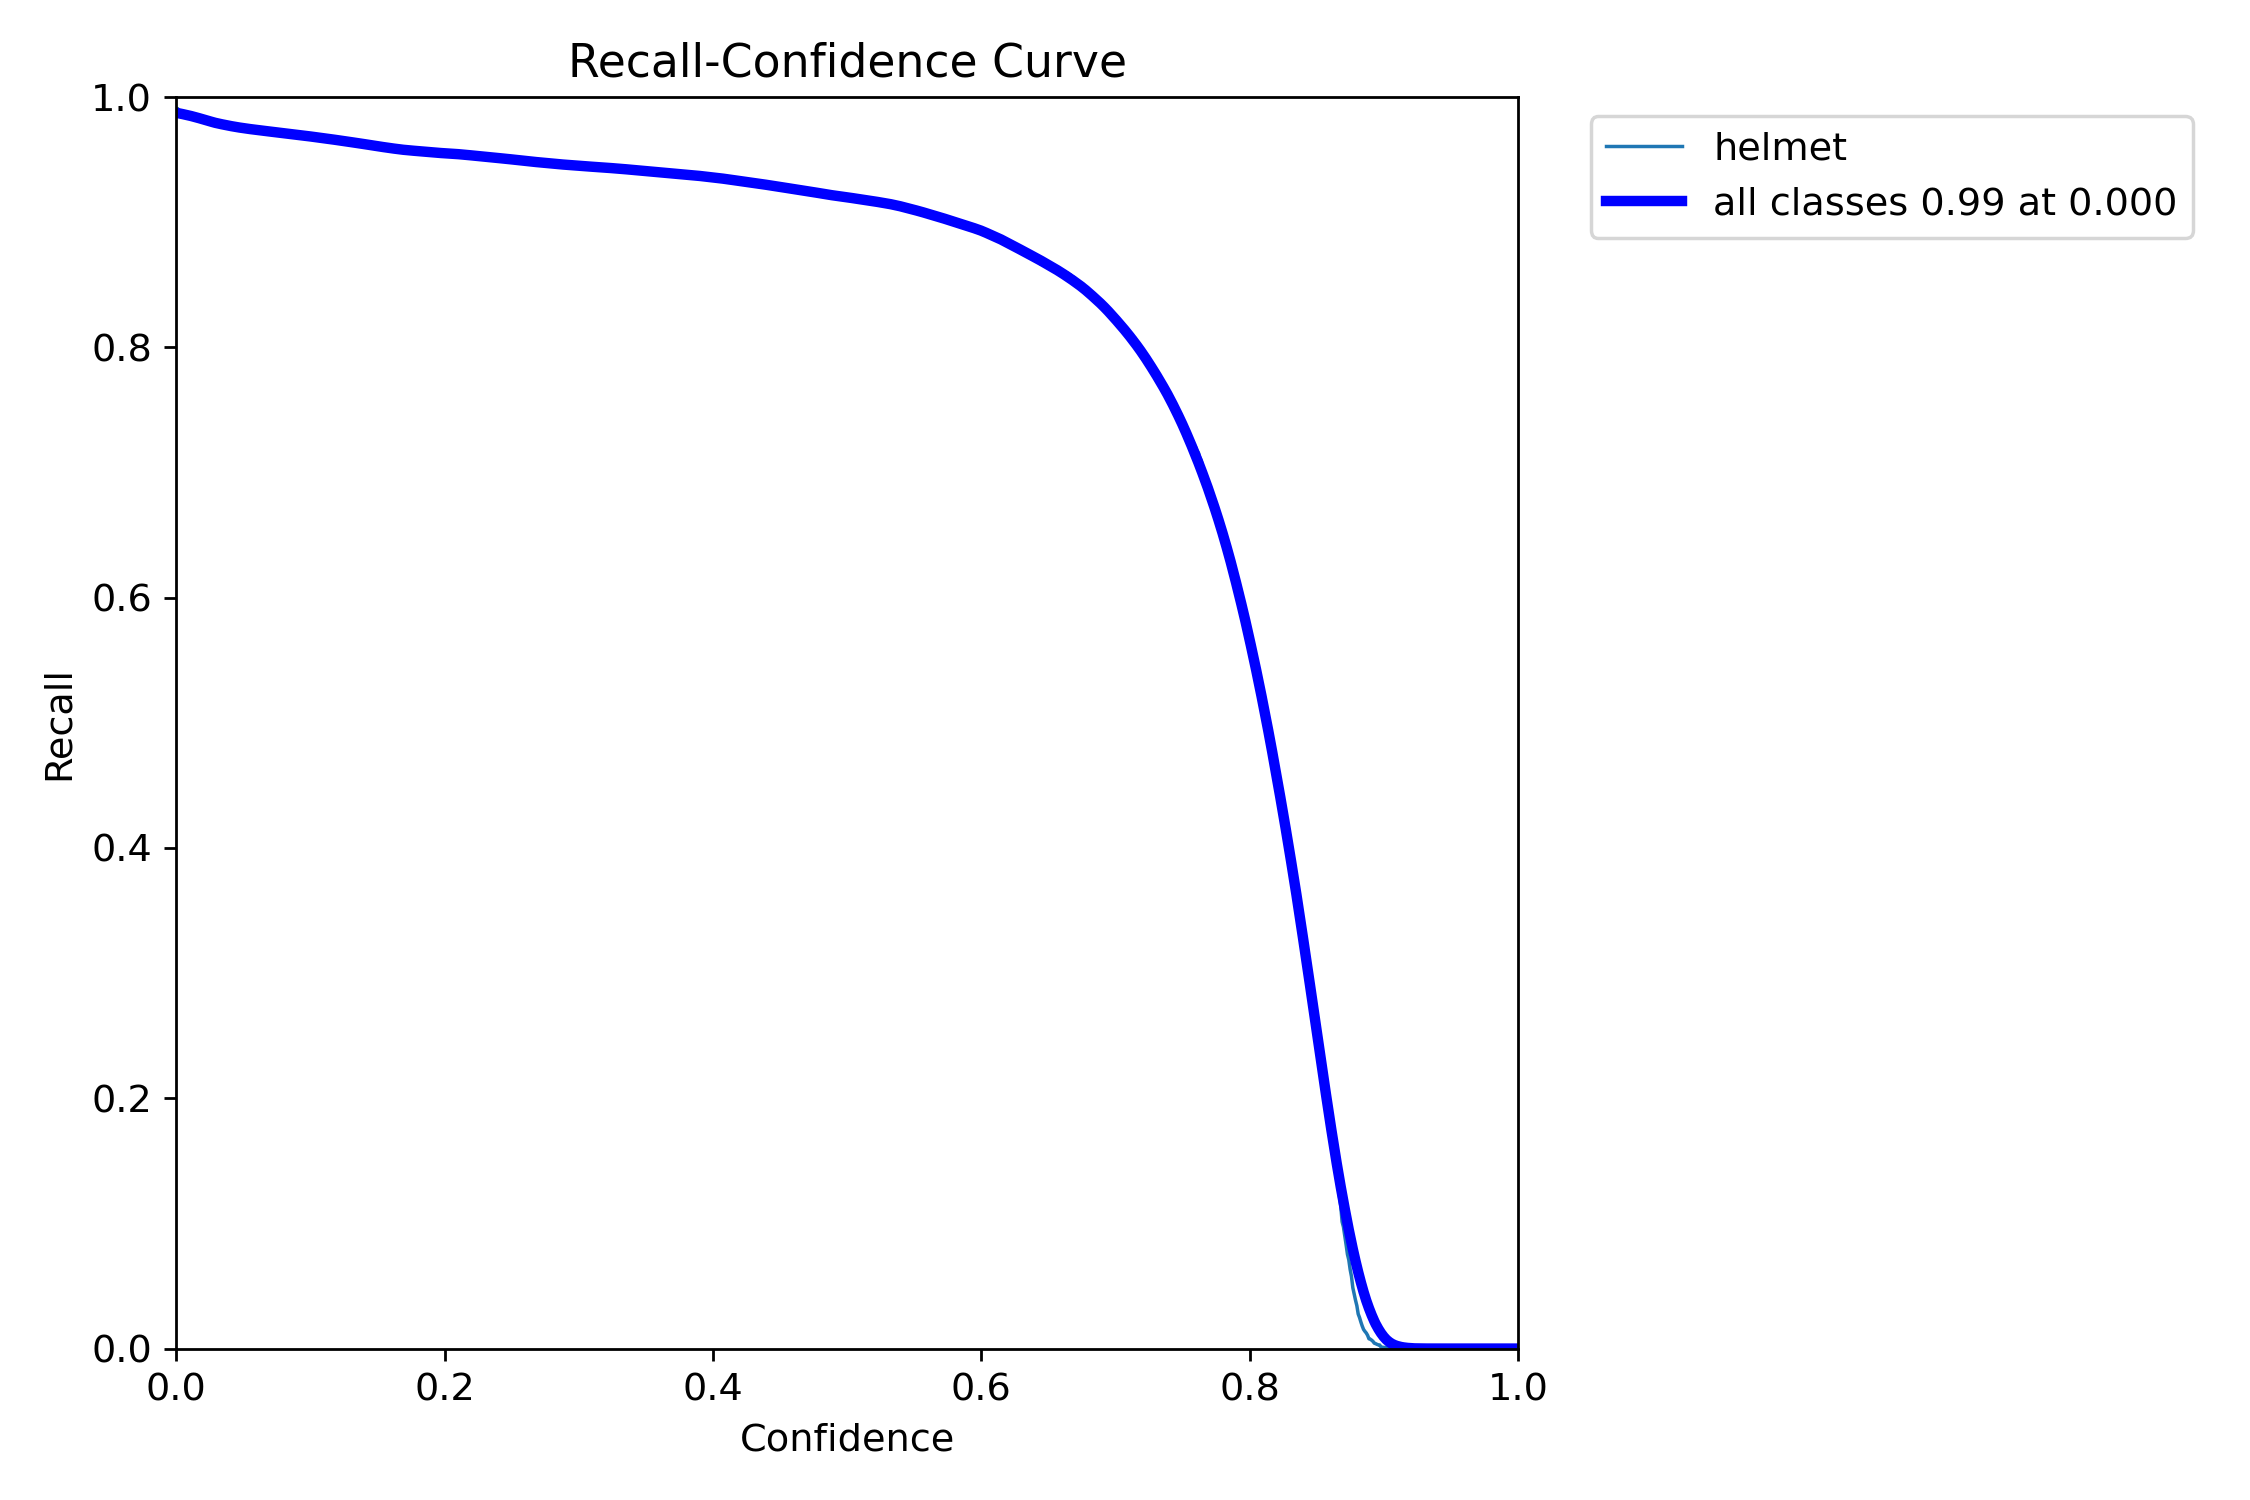 Recall-Confidence Curve
1.0
0.8
0.6
0.4
0.2
0.0
Recall
0.0 0.2 0.4 0.6 0.8 1.0
Confidence
helmet
all classes 0.99 at 0.000